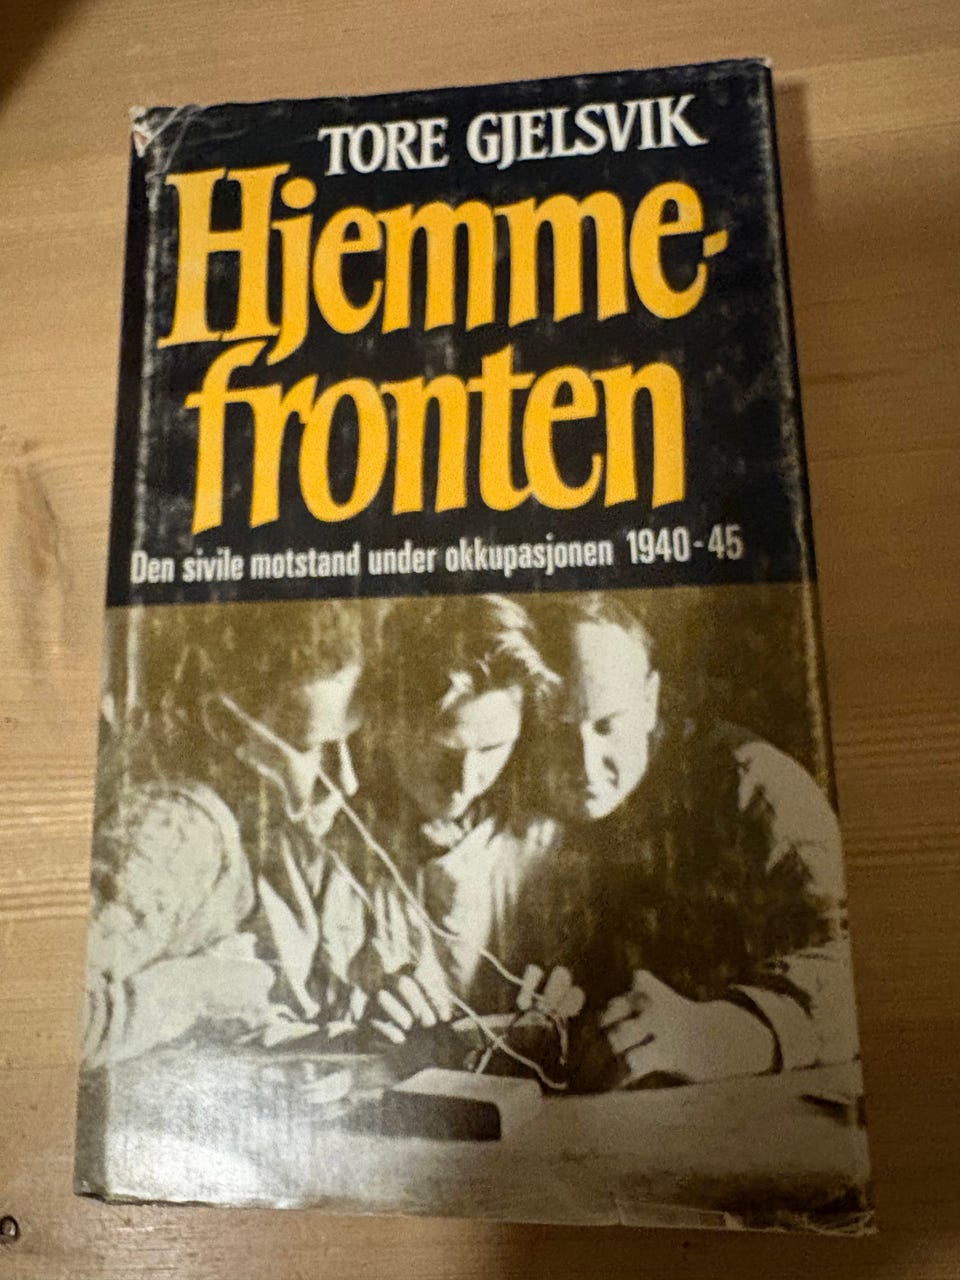 TORE GJELSVIK
Hjemme-
fronten
Den sivile motstand under okkupasjonen 1940-45